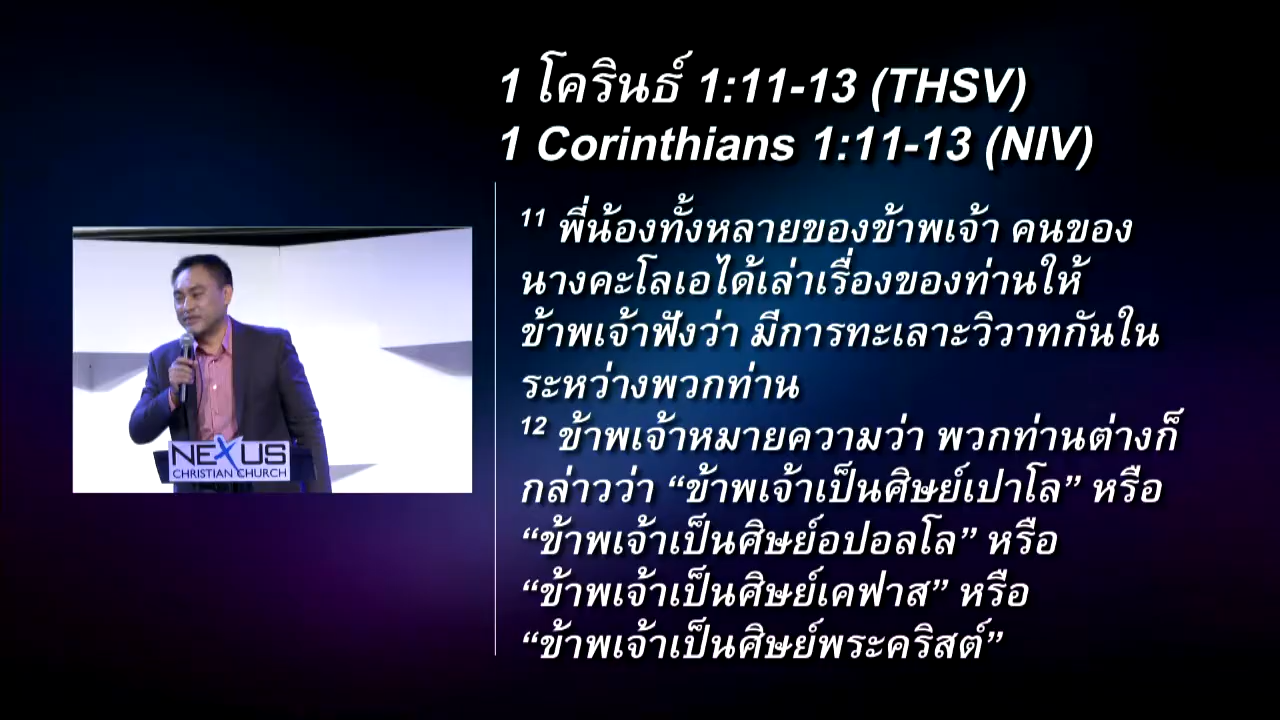 1 โครินธ์ 1:11-13 (THSV)
1 Corinthians 1:11-13 (NIV)
11 พี่น้องทั้งหลายของข้าพเจ้า คนของ
นางคะโลเอได้เล่าเรื่องของท่านให้
ข้าพเจ้าฟังว่า มีการทะเลาะวิวาทกันใน
ระหว่างพวกท่าน
12 ข้าพเจ้าหมายความว่า พวกท่านต่างก็
กล่าวว่า “ข้าพเจ้าเป็นศิษย์เปาโล” หรือ
“ข้าพเจ้าเป็นศิษย์อปอลโล” หรือ
“ข้าพเจ้าเป็นศิษย์เคฟาส” หรือ
“ข้าพเจ้าเป็นศิษย์พระคริสต์”
NEXUS
CHRISTIAN CHURCH